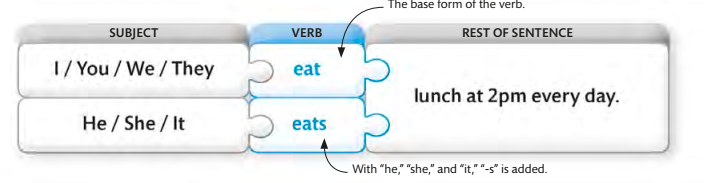 The base form of the verb.
SUBJECT VERB REST OF SENTENCE
I / You / We / They eat
lunch at 2pm every day.
He / She / It eats
With “he,” “she,” and “it,” “-s” is added.